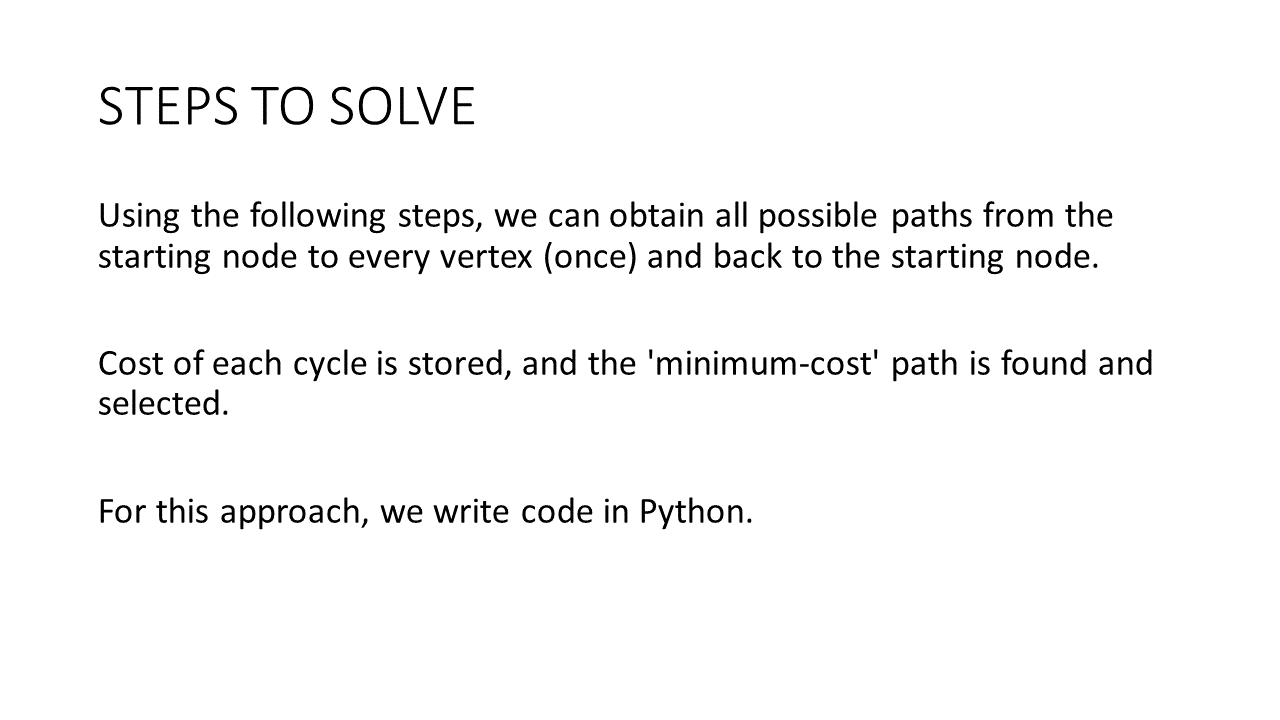 STEPS TO SOLVE
Using the following steps, we can obtain all possible paths from the
starting node to every vertex (once) and back to the starting node.
Cost of each cycle is stored, and the 'minimum-cost' path is found and
selected.
For this approach, we write code in Python.